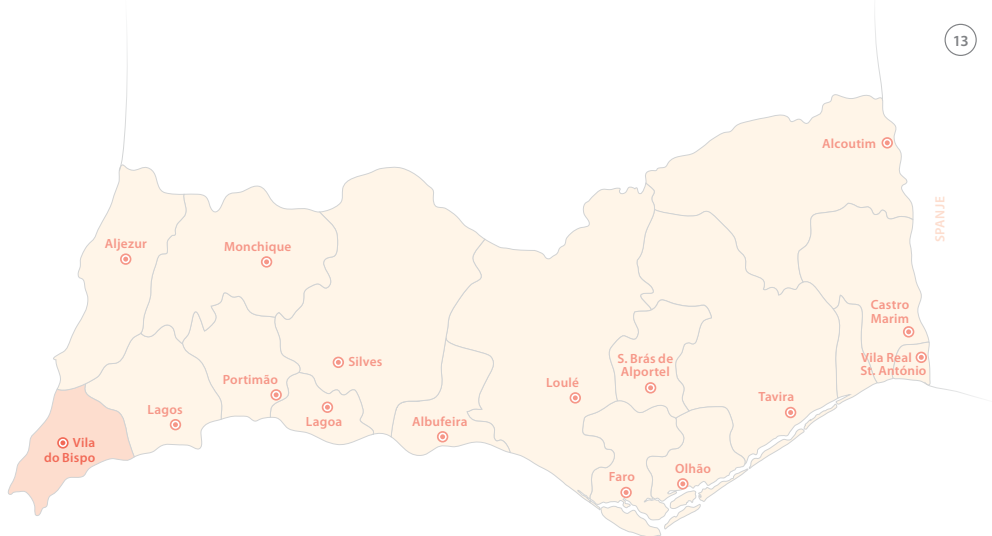 13
Alcoutim
SPANJE
Aljezur
Monchique
Castro
Marim
Silves
S. Brás de
Alportel
Vila Real
St. António
Portimão
Loulé
Tavira
Lagos
Lagoa
Albufeira
Vila
do Bispo
Faro
Olhão